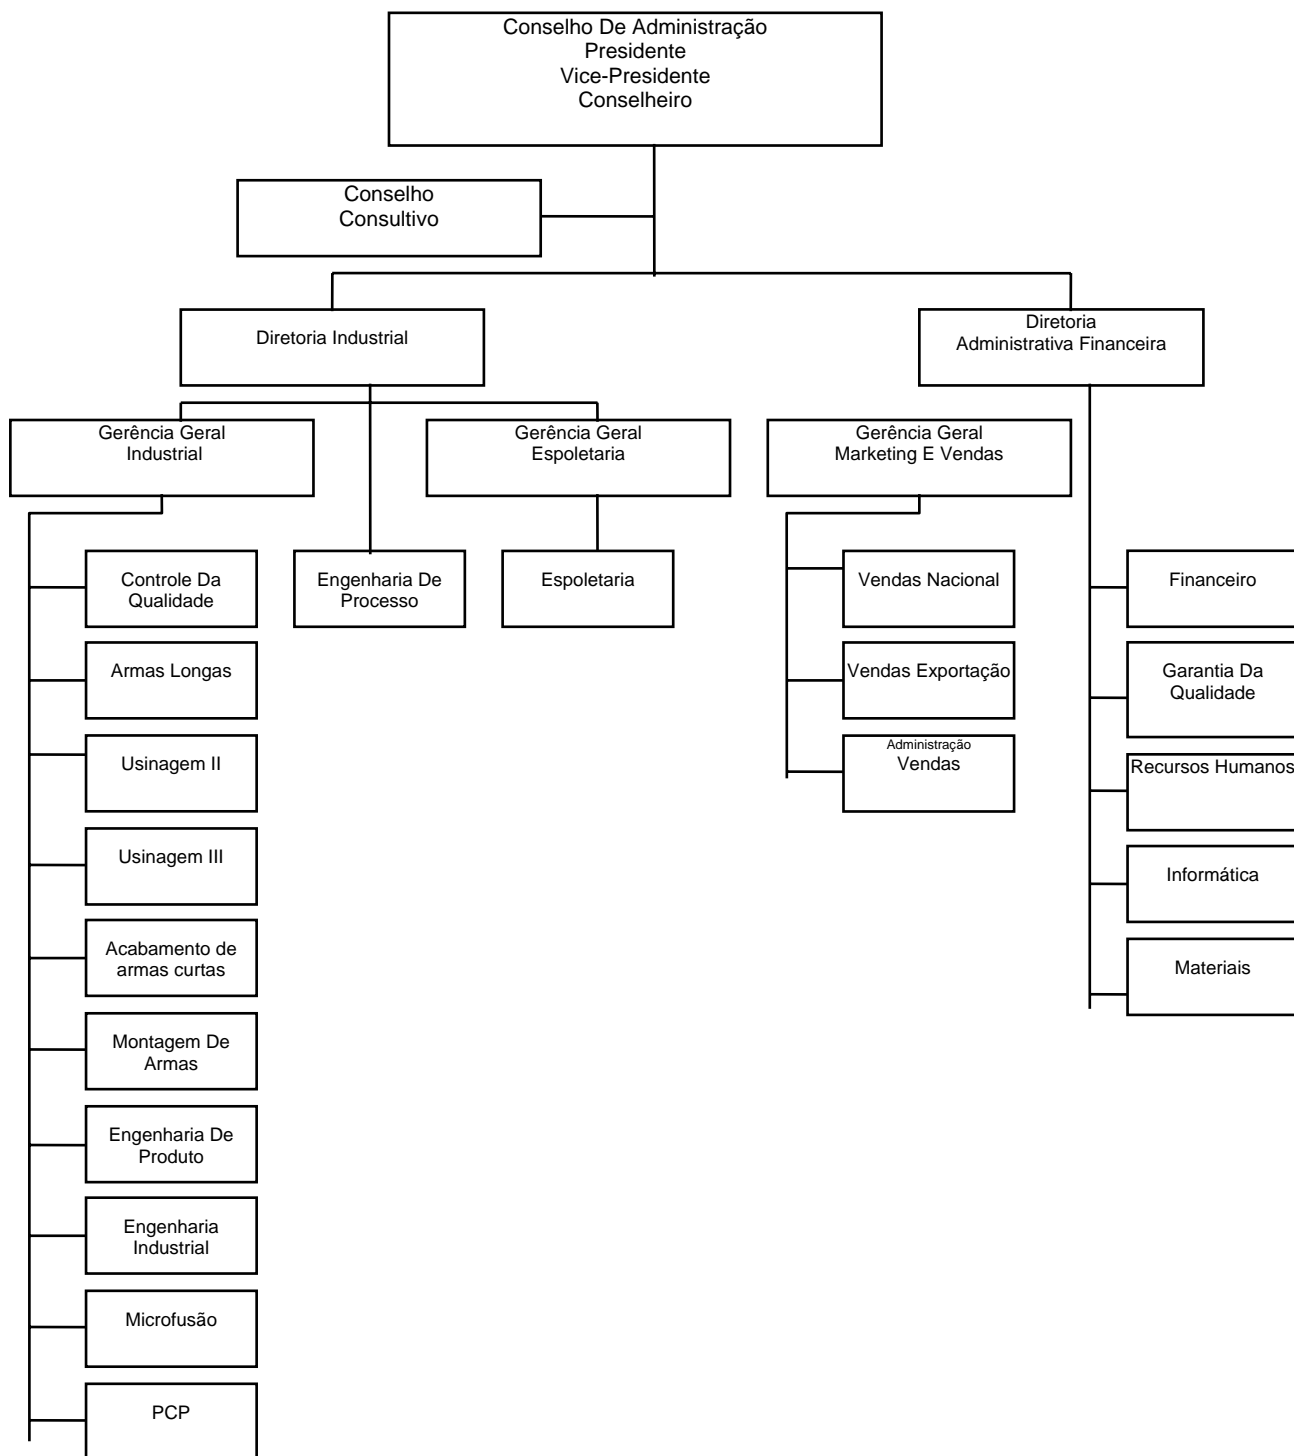 Conselho De Administração
Presidente
Vice-Presidente
Conselheiro
Conselho
Consultivo
Diretoria Industrial
Diretoria
Administrativa Financeira
Gerência Geral
Industrial
Gerência Geral
Espoletaria
Gerência Geral
Marketing E Vendas
Controle Da
Qualidade
Engenharia De
Processo
Espoletaria
Vendas Nacional
Financeiro
Armas Longas
Vendas Exportação
Garantia Da
Qualidade
Usinagem II
Administração
Vendas
Recursos Humanos
Usinagem III
Informática
Acabamento de
armas curtas
Materiais
Montagem De
Armas
Engenharia De
Produto
Engenharia
Industrial
Microfusão
PCP